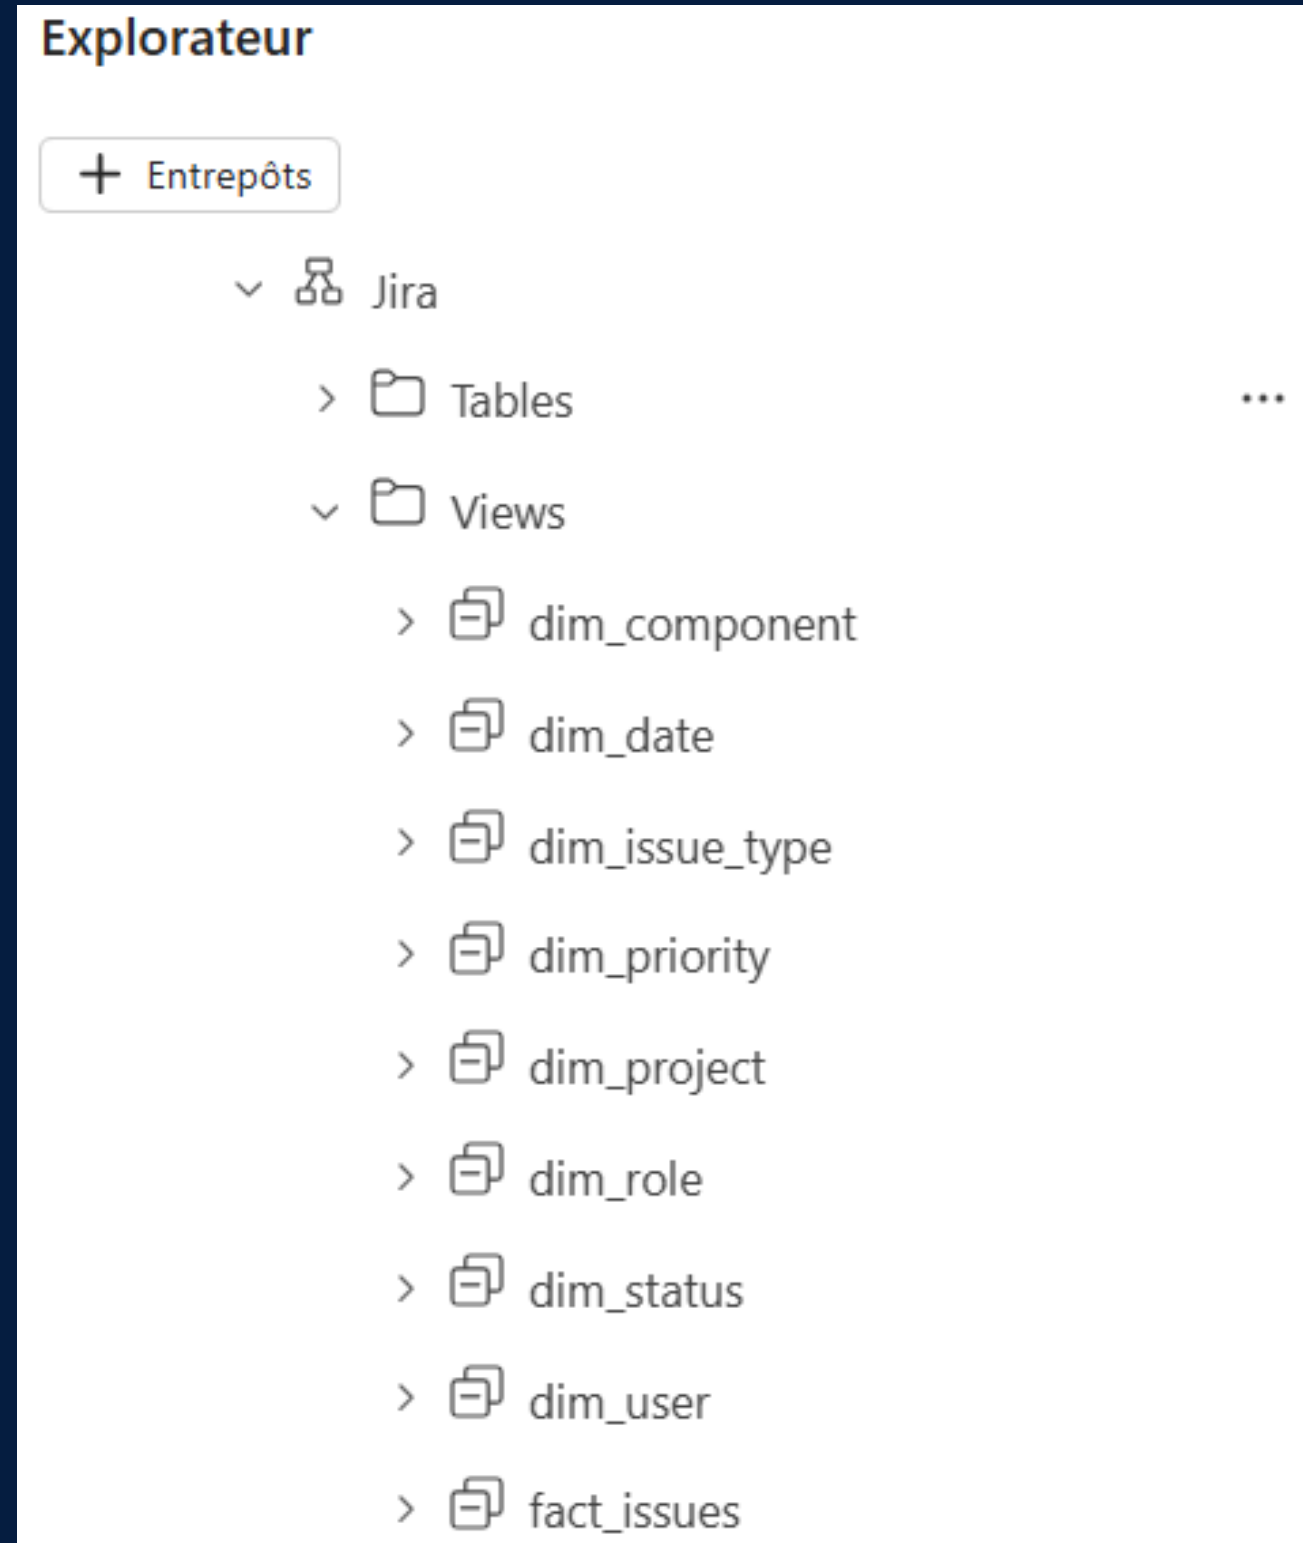 Explorateur
+ Entrepôts
Jira
Tables
Views
dim_component
dim_date
dim_issue_type
dim_priority
dim_project
dim_role
dim_status
dim_user
fact_issues